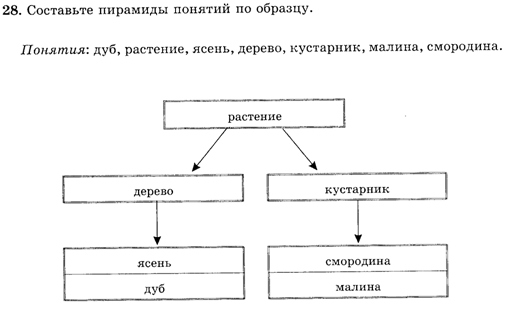 28. Составьте пирамиды понятий по образцу.
Понятия: дуб, растение, ясень, дерево, кустарник, малина, смородина.
растение
дерево
кустарник
ясень
дуб
смородина
малина